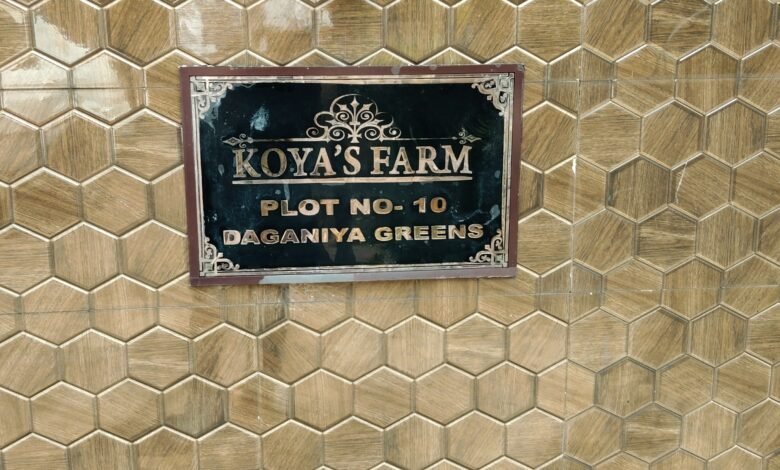 KOYA'S FARM
PLOT NO- 10
DAGANIYA GREENS